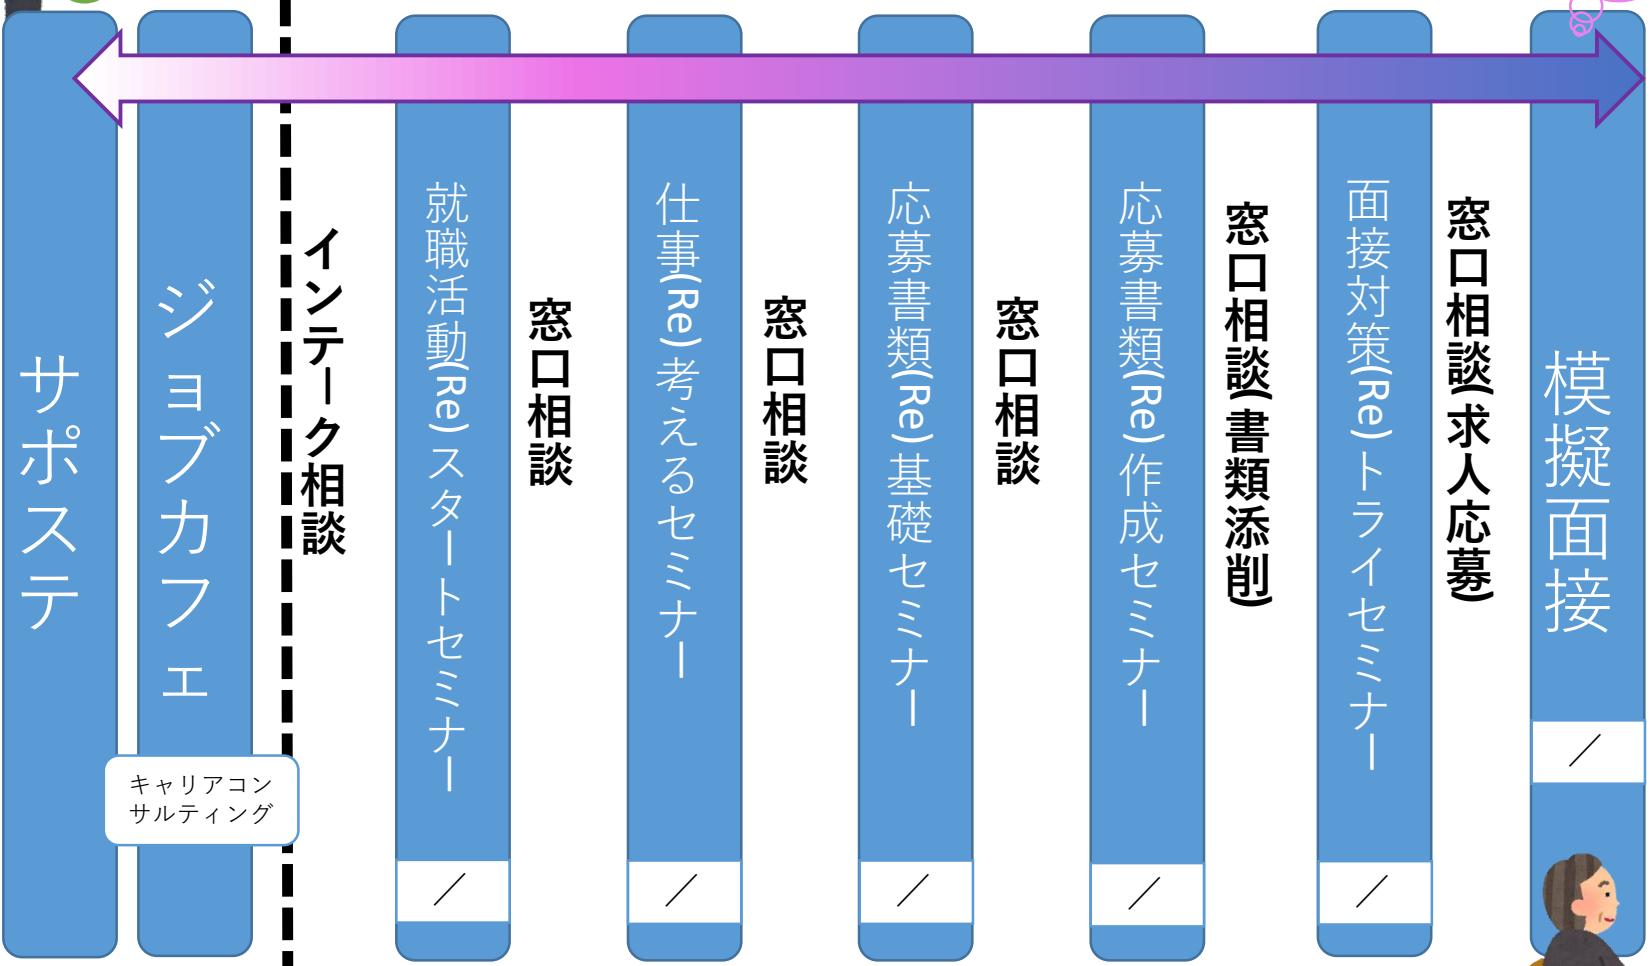 サポステ
ジョブカフェ
キャリアコン
サルティング
インテーク相談
就職活動(Re)スタートセミナー
／
窓口相談
仕事(Re)考えるセミナー
／
窓口相談
応募書類(Re)基礎セミナー
／
窓口相談
応募書類(Re)作成セミナー
／
窓口相談(書類添削)
面接対策(Re)トライセミナー
／
窓口相談(求人応募)
模擬面接
／